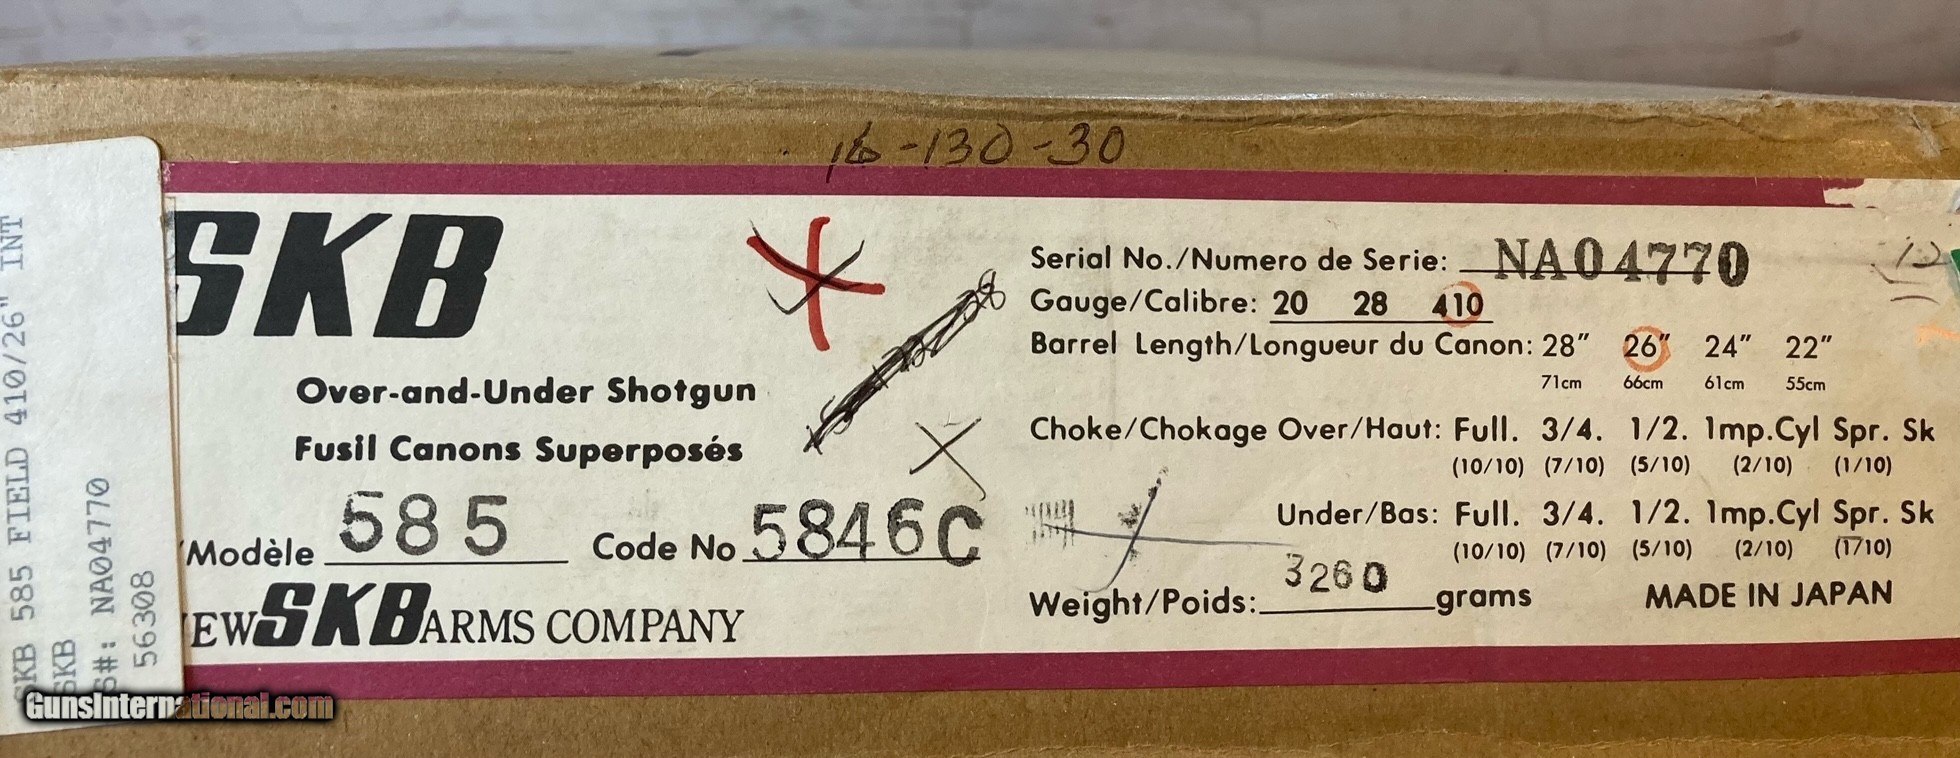 16-130-30
SKB
Over-and-Under Shotgun
Fusil Canons Superposés
/Modèle 585 Code No 5846C
NEW SKB ARMS COMPANY
Serial No./Numero de Serie: NA04770
Gauge/Calibre: 20 28 410
Barrel Length/Longueur du Canon: 28" 26" 24" 22"
71cm 66cm 61cm 55cm
Choke/Chokage Over/Haut: Full. 3/4. 1/2. Imp.Cyl Spr. Sk
(10/10) (7/10) (5/10) (2/10) (1/10)
Under/Bas: Full. 3/4. 1/2. Imp.Cyl Spr. Sk
(10/10) (7/10) (5/10) (2/10) (1/10)
Weight/Poids: 3260 grams
MADE IN JAPAN
SKB 585 FIELD 410/26" INT
SKB
S#: NA04770
56308
GunsInternational.com